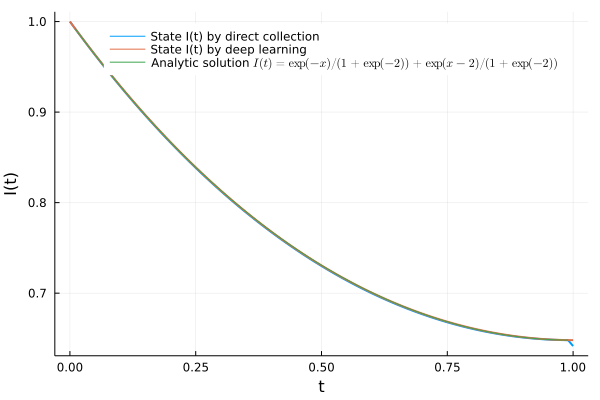 State I(t) by direct collection
State I(t) by deep learning
Analytic solution I(t) = exp(−x)/(1 + exp(−2)) + exp(x − 2)/(1 + exp(−2))
1.0
0.9
0.8
0.7
I(t)
0.00 0.25 0.50 0.75 1.00
t